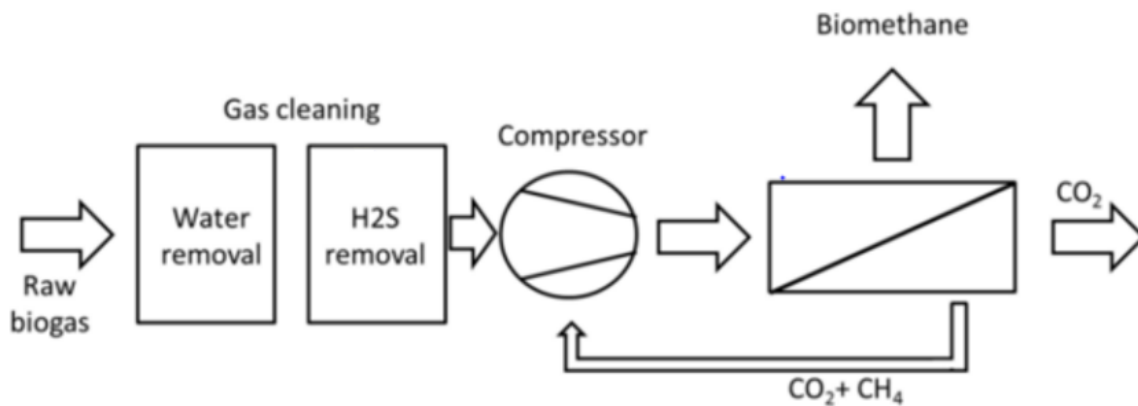 Biomethane
Gas cleaning
Compressor
Water
removal
H2S
removal
CO₂
Raw
biogas
CO₂+ CH₄